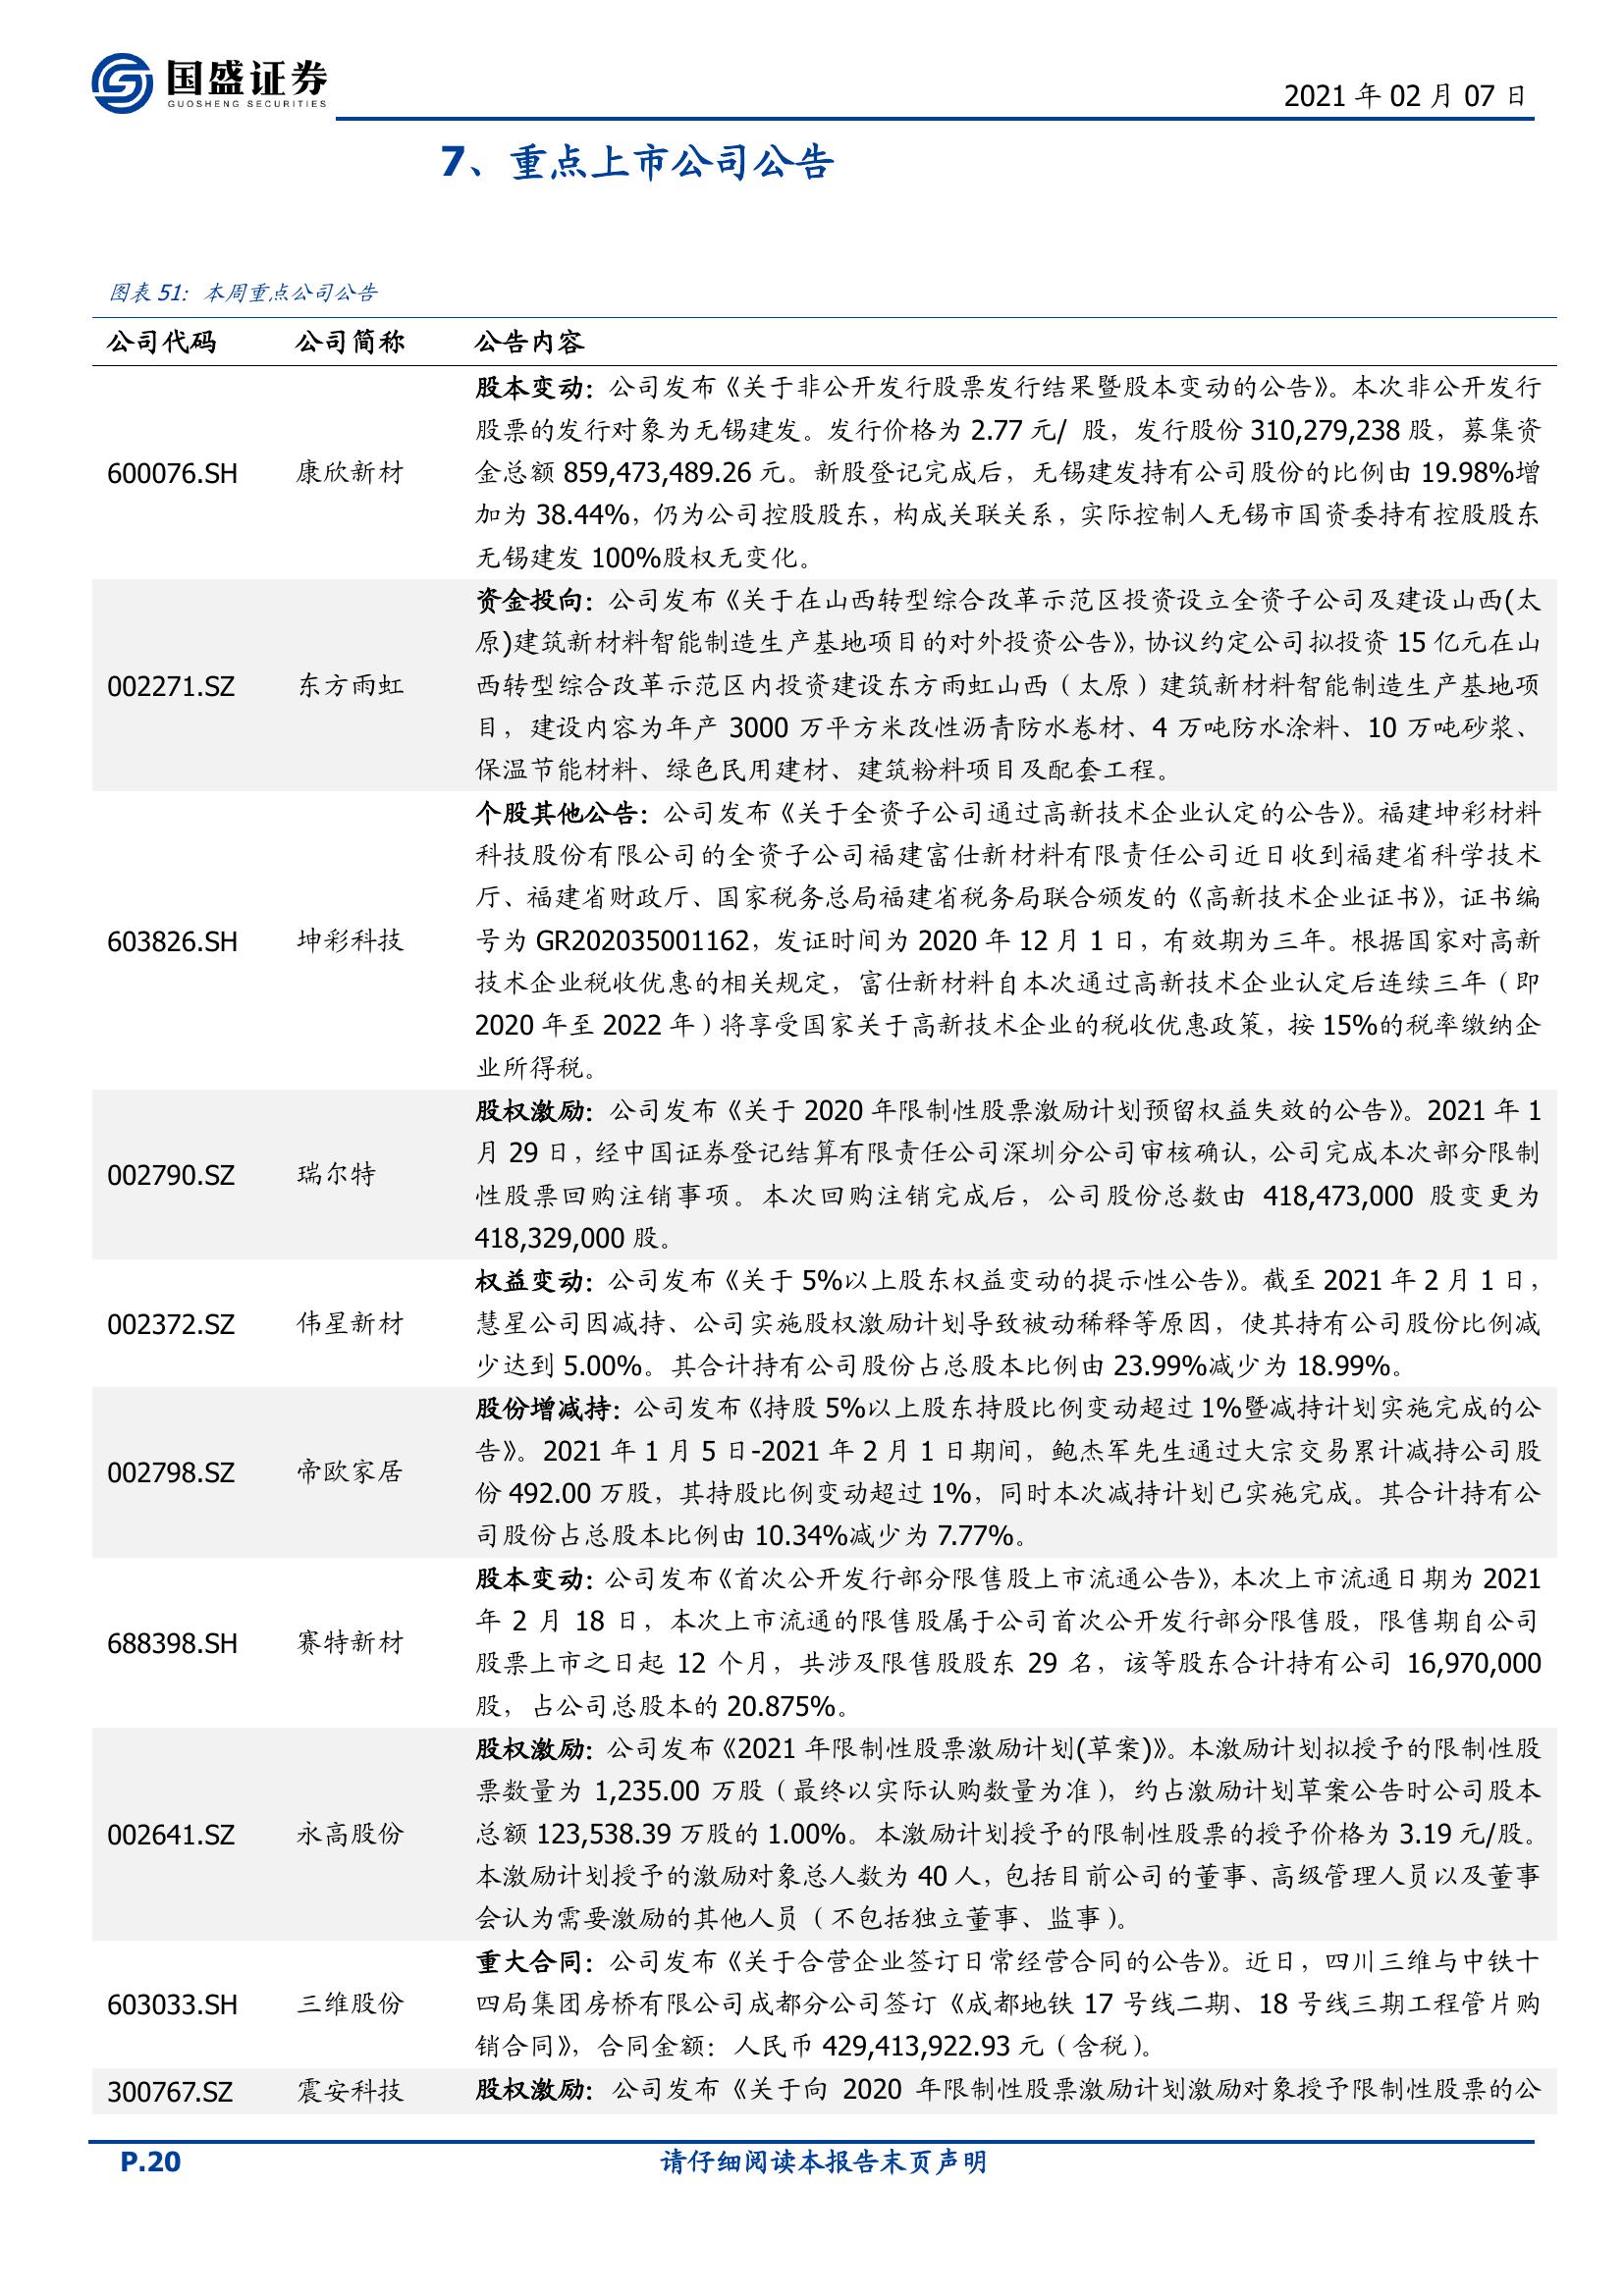 国盛证券
GUOSHENG SECURITIES
2021 年 02 月 07 日
7、重点上市公司公告
图表 51：本周重点公司公告
公司代码 公司简称 公告内容
股本变动：公司发布《关于非公开发行股票发行结果暨股本变动的公告》。本次非公开发行
股票的发行对象为无锡建发。发行价格为 2.77 元/ 股，发行股份 310,279,238 股，募集资
600076.SH 康欣新材 金总额 859,473,489.26 元。新股登记完成后，无锡建发持有公司股份的比例由 19.98%增
加为 38.44%，仍为公司控股股东，构成关联关系，实际控制人无锡市国资委持有控股股东
无锡建发 100%股权无变化。
资金投向：公司发布《关于在山西转型综合改革示范区投资设立全资子公司及建设山西(太
原)建筑新材料智能制造生产基地项目的对外投资公告》，协议约定公司拟投资 15 亿元在山
002271.SZ 东方雨虹 西转型综合改革示范区内投资建设东方雨虹山西（太原）建筑新材料智能制造生产基地项
目，建设内容为年产 3000 万平方米改性沥青防水卷材、4 万吨防水涂料、10 万吨砂浆、
保温节能材料、绿色民用建材、建筑粉料项目及配套工程。
个股其他公告：公司发布《关于全资子公司通过高新技术企业认定的公告》。福建坤彩材料
科技股份有限公司的全资子公司福建富仕新材料有限责任公司近日收到福建省科学技术
厅、福建省财政厅、国家税务总局福建省税务局联合颁发的《高新技术企业证书》，证书编
603826.SH 坤彩科技 号为 GR202035001162，发证时间为 2020 年 12 月 1 日，有效期为三年。根据国家对高新
技术企业税收优惠的相关规定，富仕新材料自本次通过高新技术企业认定后连续三年（即
2020 年至 2022 年）将享受国家关于高新技术企业的税收优惠政策，按 15%的税率缴纳企
业所得税。
股权激励：公司发布《关于 2020 年限制性股票激励计划预留权益失效的公告》。2021 年 1
月 29 日，经中国证券登记结算有限责任公司深圳分公司审核确认，公司完成本次部分限制
002790.SZ 瑞尔特 性股票回购注销事项。本次回购注销完成后，公司股份总数由 418,473,000 股变更为
418,329,000 股。
权益变动：公司发布《关于 5%以上股东权益变动的提示性公告》。截至 2021 年 2 月 1 日，
002372.SZ 伟星新材 慧星公司因减持、公司实施股权激励计划导致被动稀释等原因，使其持有公司股份比例减
少达到 5.00%。其合计持有公司股份占总股本比例由 23.99%减少为 18.99%。
股份增减持：公司发布《持股 5%以上股东持股比例变动超过 1%暨减持计划实施完成的公
告》。2021 年 1 月 5 日-2021 年 2 月 1 日期间，鲍杰军先生通过大宗交易累计减持公司股
002798.SZ 帝欧家居 份 492.00 万股，其持股比例变动超过 1%，同时本次减持计划已实施完成。其合计持有公
司股份占总股本比例由 10.34%减少为 7.77%。
股本变动：公司发布《首次公开发行部分限售股上市流通公告》，本次上市流通日期为 2021
年 2 月 18 日，本次上市流通的限售股属于公司首次公开发行部分限售股，限售期自公司
688398.SH 赛特新材 股票上市之日起 12 个月，共涉及限售股股东 29 名，该等股东合计持有公司 16,970,000
股，占公司总股本的 20.875%。
股权激励：公司发布《2021 年限制性股票激励计划(草案)》。本激励计划拟授予的限制性股
票数量为 1,235.00 万股（最终以实际认购数量为准），约占激励计划草案公告时公司股本
002641.SZ 永高股份 总额 123,538.39 万股的 1.00%。本激励计划授予的限制性股票的授予价格为 3.19 元/股。
本激励计划授予的激励对象总人数为 40 人，包括目前公司的董事、高级管理人员以及董事
会认为需要激励的其他人员（不包括独立董事、监事）。
重大合同：公司发布《关于合营企业签订日常经营合同的公告》。近日，四川三维与中铁十
603033.SH 三维股份 四局集团房桥有限公司成都分公司签订《成都地铁 17 号线二期、18 号线三期工程管片购
销合同》，合同金额：人民币 429,413,922.93 元（含税）。
300767.SZ 震安科技 股权激励：公司发布《关于向 2020 年限制性股票激励计划激励对象授予限制性股票的公
P.20 请仔细阅读本报告末页声明